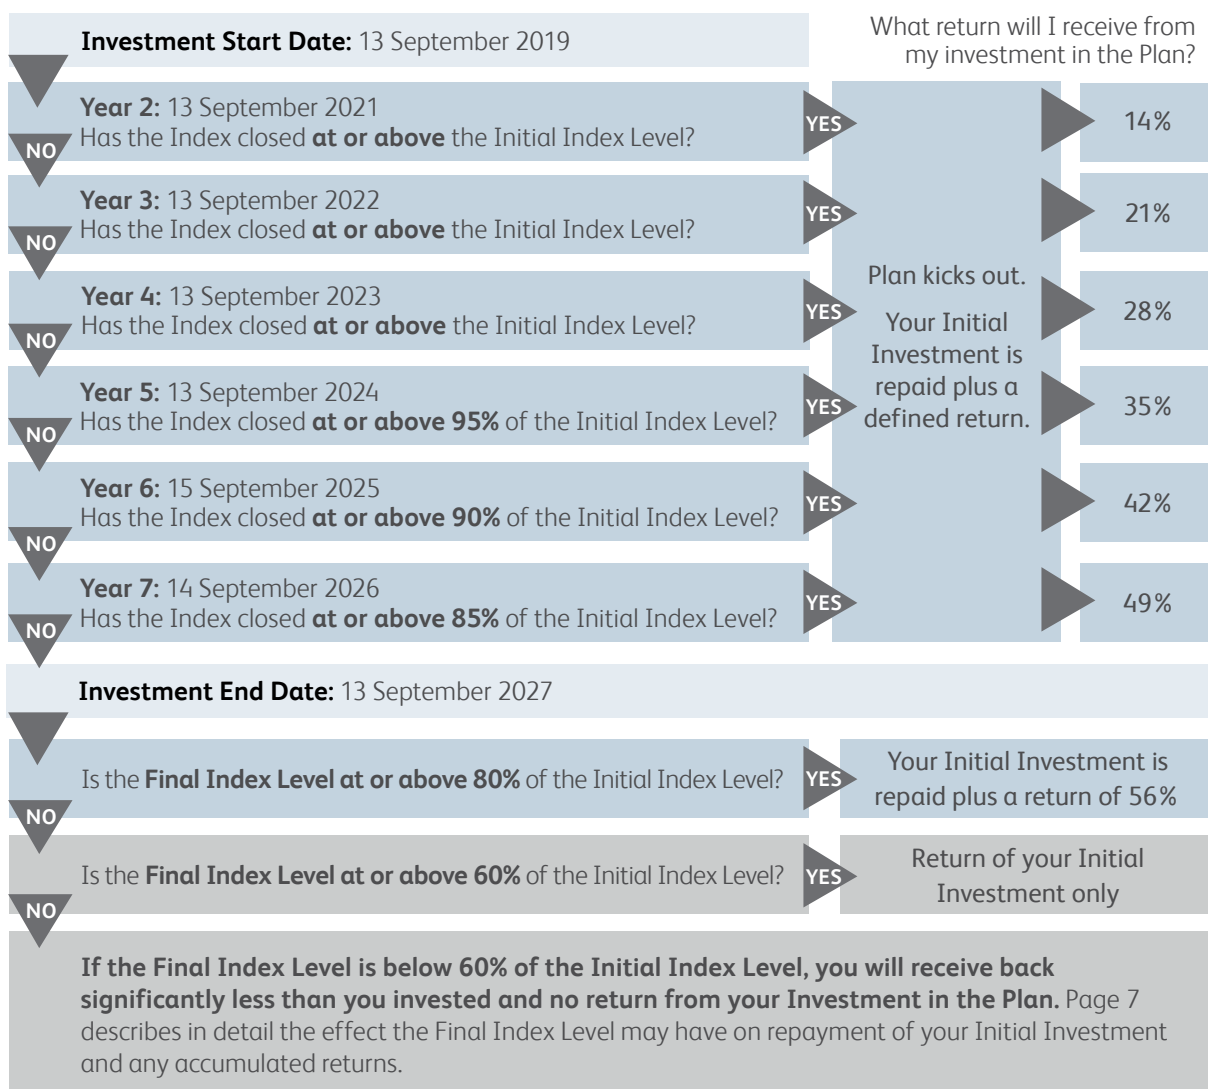 Investment Start Date: 13 September 2019
What return will I receive from
my investment in the Plan?
Year 2: 13 September 2021
Has the Index closed at or above the Initial Index Level?
YES
14%
NO
Year 3: 13 September 2022
Has the Index closed at or above the Initial Index Level?
YES
21%
NO
Year 4: 13 September 2023
Has the Index closed at or above the Initial Index Level?
YES
28%
NO
Year 5: 13 September 2024
Has the Index closed at or above 95% of the Initial Index Level?
YES
35%
NO
Year 6: 15 September 2025
Has the Index closed at or above 90% of the Initial Index Level?
YES
42%
NO
Year 7: 14 September 2026
Has the Index closed at or above 85% of the Initial Index Level?
YES
49%
NO
Plan kicks out.
Your Initial
Investment is
repaid plus a
defined return.
Investment End Date: 13 September 2027
Is the Final Index Level at or above 80% of the Initial Index Level?
YES
Your Initial Investment is
repaid plus a return of 56%
NO
Is the Final Index Level at or above 60% of the Initial Index Level?
YES
Return of your Initial
Investment only
NO
If the Final Index Level is below 60% of the Initial Index Level, you will receive back
significantly less than you invested and no return from your Investment in the Plan. Page 7
describes in detail the effect the Final Index Level may have on repayment of your Initial Investment
and any accumulated returns.